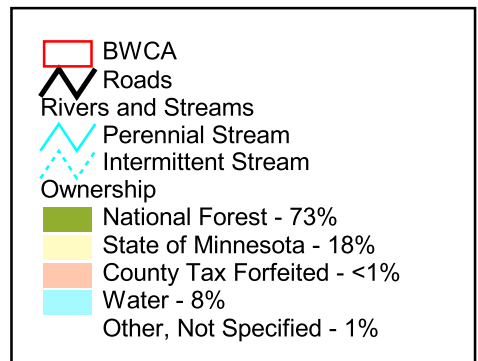 BWCA
Roads
Rivers and Streams
Perennial Stream
Intermittent Stream
Ownership
National Forest - 73%
State of Minnesota - 18%
County Tax Forfeited - <1%
Water - 8%
Other, Not Specified - 1%